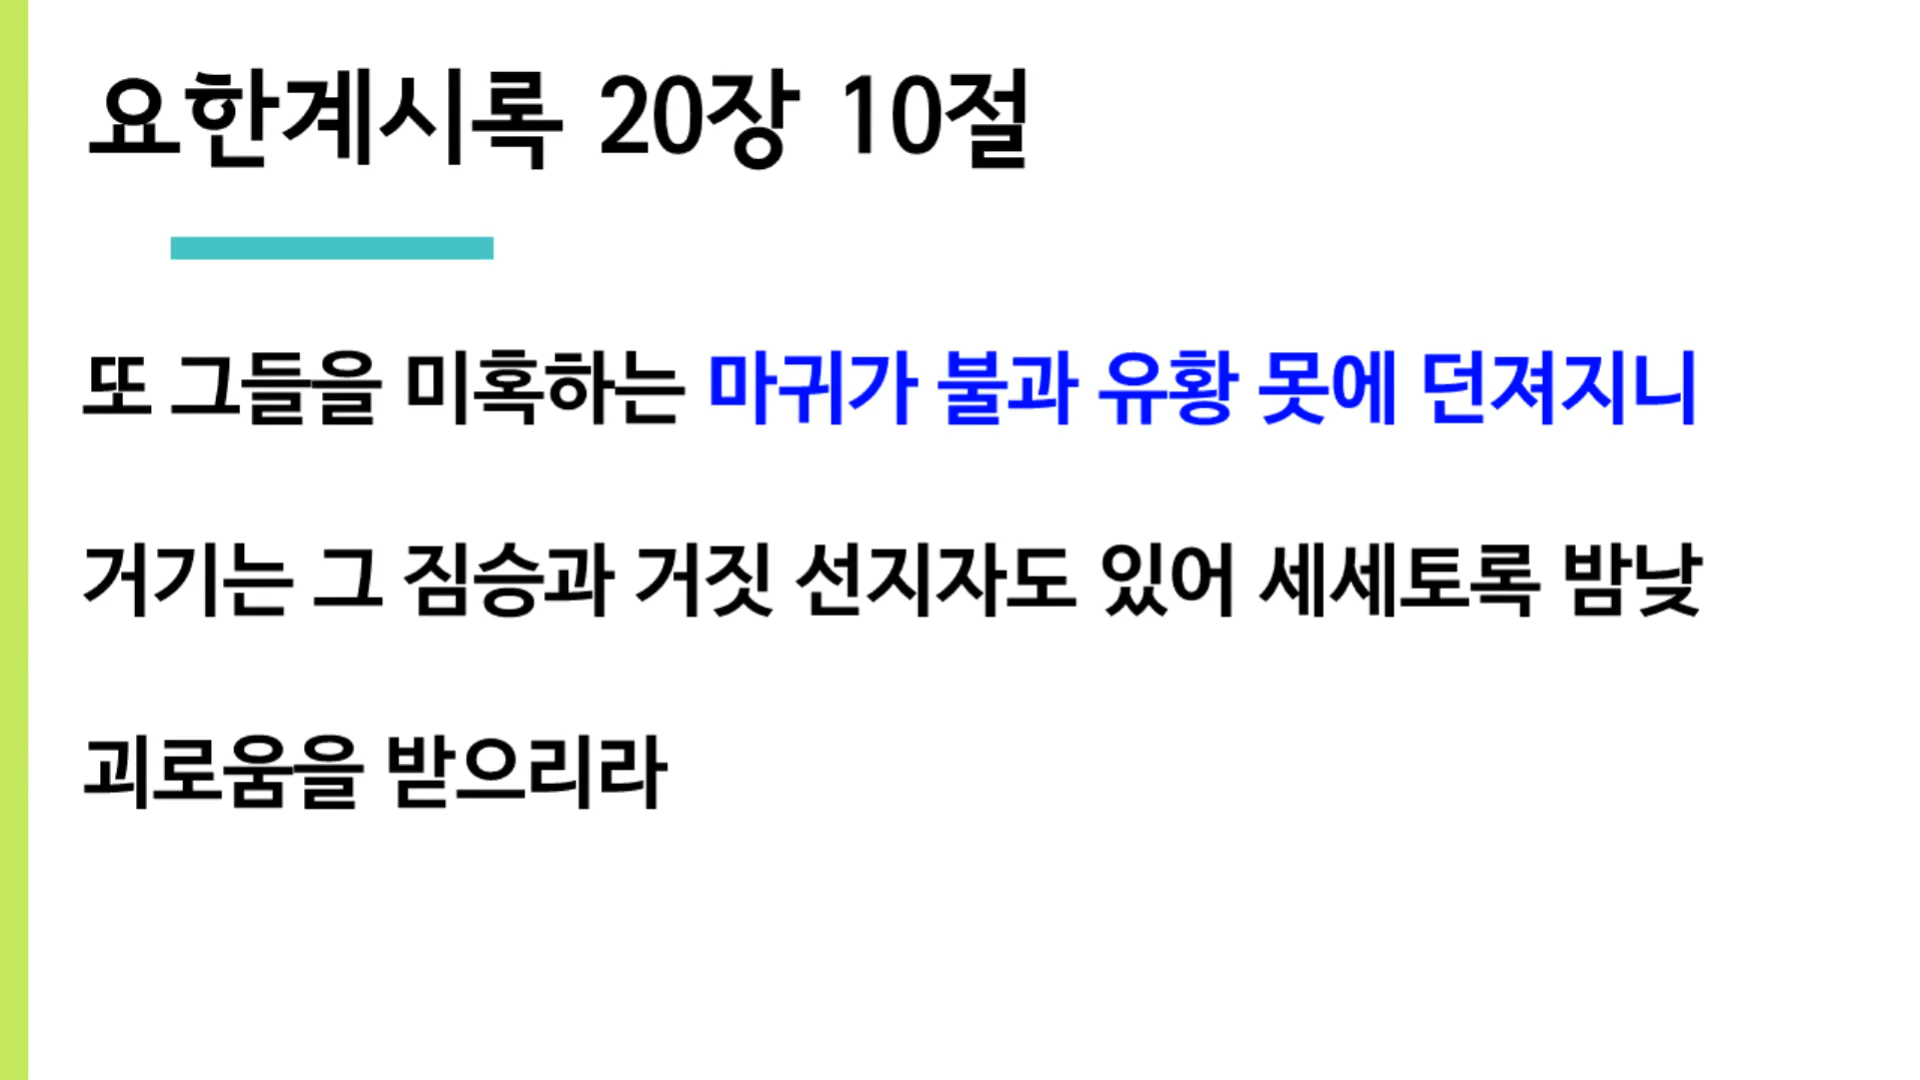 요한계시록 20장 10절
또 그들을 미혹하는 마귀가 불과 유황 못에 던져지니
거기는 그 짐승과 거짓 선지자도 있어 세세토록 밤낮
괴로움을 받으리라